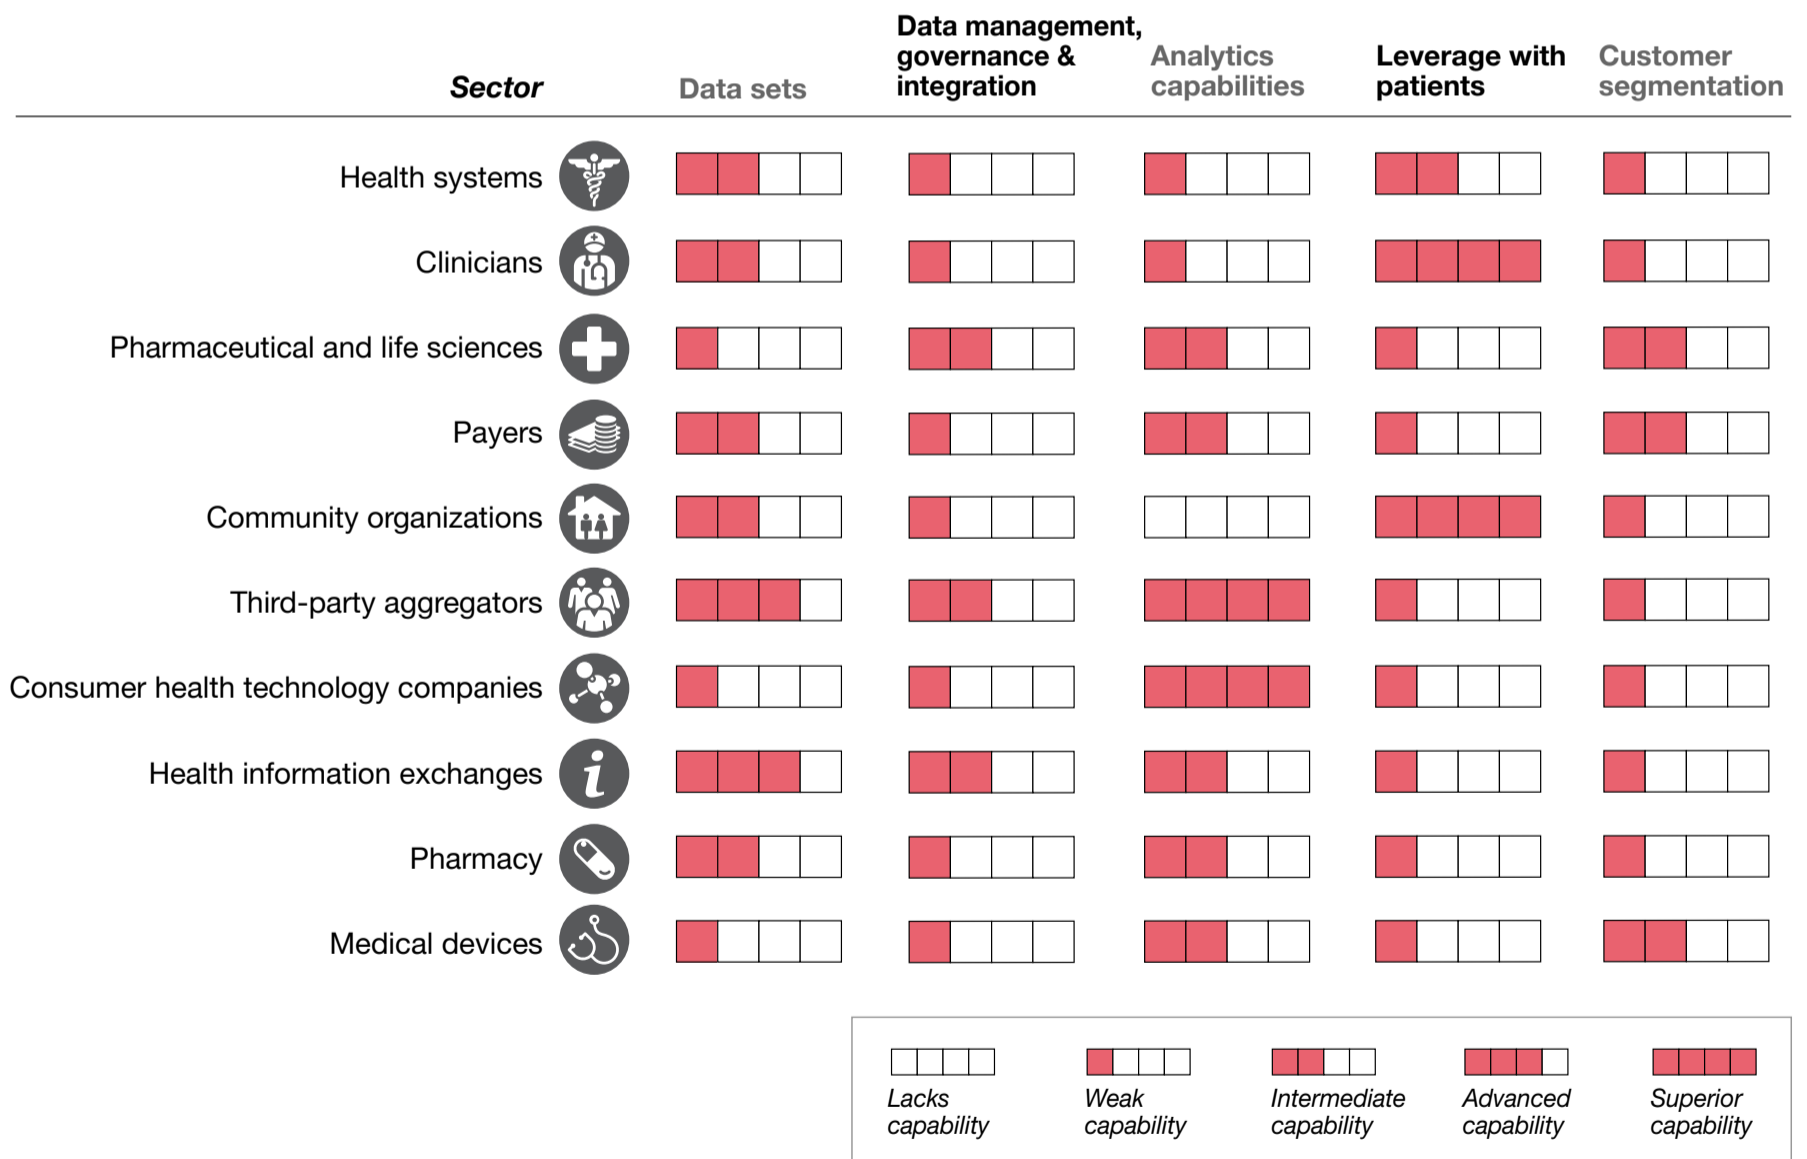 Sector
Data sets
Data management,
governance &
integration
Analytics
capabilities
Leverage with
patients
Customer
segmentation
Health systems
Clinicians
Pharmaceutical and life sciences
Payers
Community organizations
Third-party aggregators
Consumer health technology companies
Health information exchanges
i
Pharmacy
Medical devices
Lacks
capability
Weak
capability
Intermediate
capability
Advanced
capability
Superior
capability